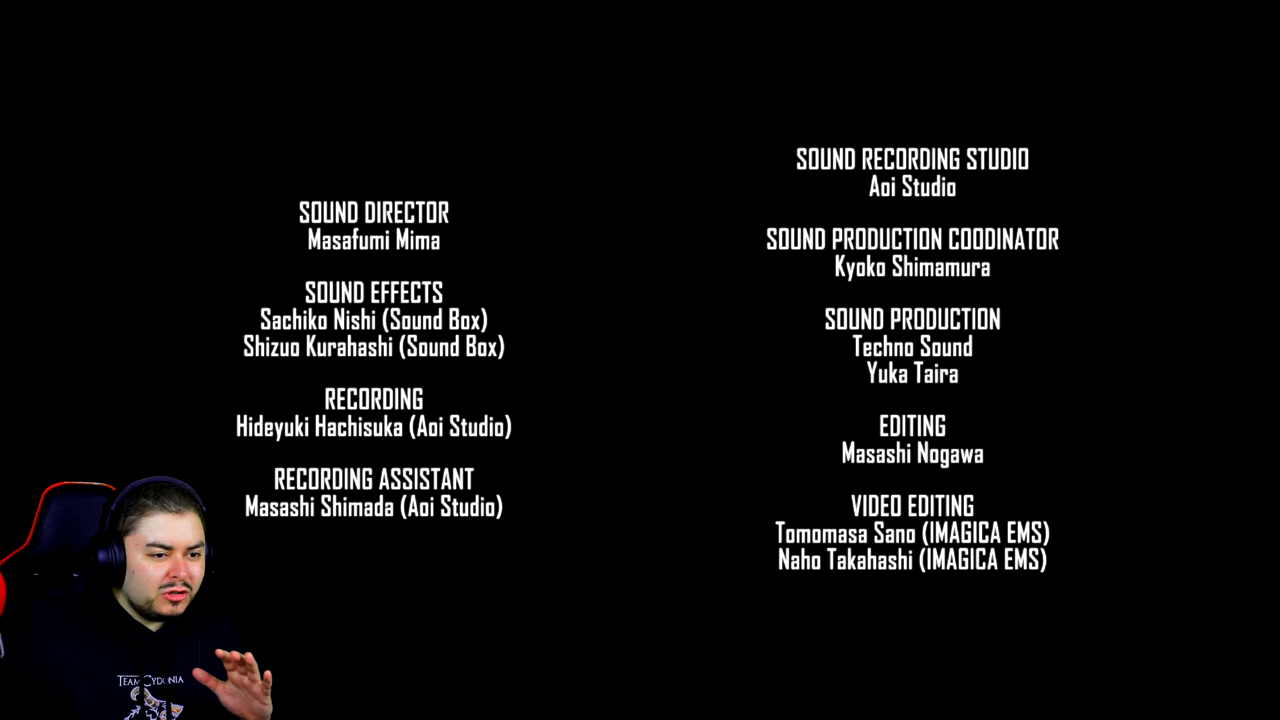 SOUND DIRECTOR
Masafumi Mima
SOUND EFFECTS
Sachiko Nishi (Sound Box)
Shizuo Kurahashi (Sound Box)
RECORDING
Hideyuki Hachisuka (Aoi Studio)
RECORDING ASSISTANT
Masashi Shimada (Aoi Studio)
SOUND RECORDING STUDIO
Aoi Studio
SOUND PRODUCTION COODINATOR
Kyoko Shimamura
SOUND PRODUCTION
Techno Sound
Yuka Taira
EDITING
Masashi Nogawa
VIDEO EDITING
Tomomasa Sano (IMAGICA EMS)
Naho Takahashi (IMAGICA EMS)
TEAM CYDONIA